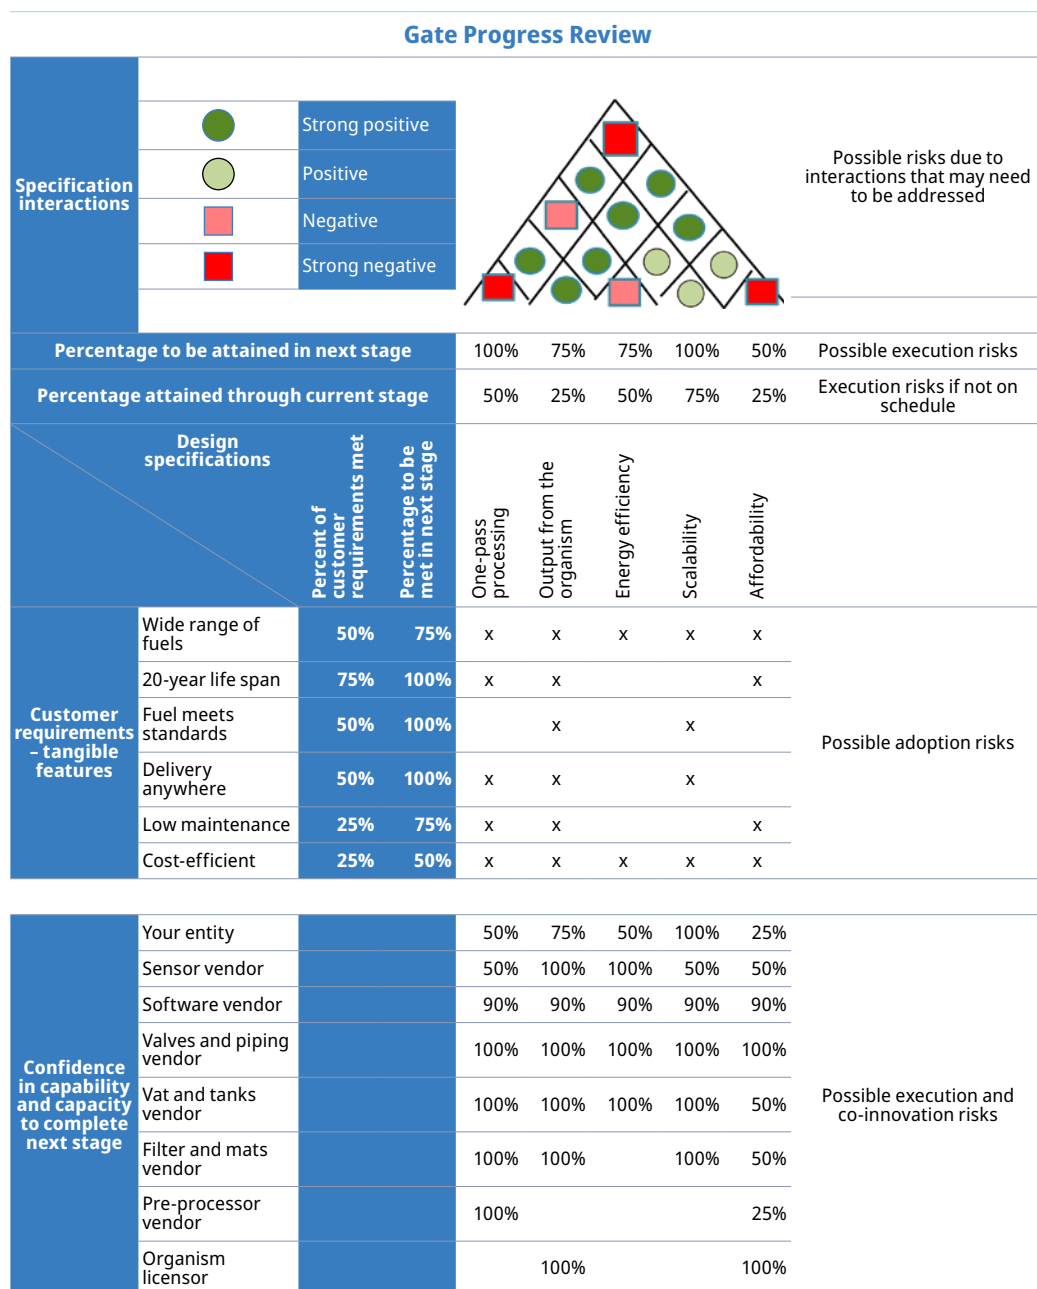 Gate Progress Review
Specification
interactions
Strong positive
Positive
Negative
Strong negative
Possible risks due to
interactions that may need
to be addressed
Percentage to be attained in next stage 100% 75% 75% 100% 50% Possible execution risks
Percentage attained through current stage 50% 25% 50% 75% 25% Execution risks if not on
schedule
Design
specifications
Percent of
customer
requirements met
Percentage to be
met in next stage
One-pass
processing
Output from the
organism
Energy efficiency
Scalability
Affordability
Customer
requirements
– tangible
features
Wide range of
fuels
50% 75% x x x x x
20-year life span 75% 100% x x x
Fuel meets
standards
50% 100% x x
Delivery
anywhere
50% 100% x x x
Low maintenance 25% 75% x x x
Cost-efficient 25% 50% x x x x x
Possible adoption risks
Confidence
in capability
and capacity
to complete
next stage
Your entity 50% 75% 50% 100% 25%
Sensor vendor 50% 100% 100% 50% 50%
Software vendor 90% 90% 90% 90% 90%
Valves and piping
vendor
100% 100% 100% 100% 100%
Vat and tanks
vendor
100% 100% 100% 100% 50%
Filter and mats
vendor
100% 100% 100% 50%
Pre-processor
vendor
100% 25%
Organism
licensor
100% 100%
Possible execution and
co-innovation risks